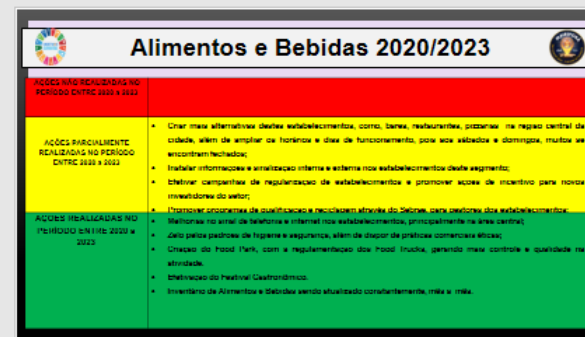 Alimentos e Bebidas 2020/2023
AÇÕES NÃO REALIZADAS NO
PERÍODO ENTRE 2020 a 2023
AÇÕES PARCIALMENTE
REALIZADAS NO PERÍODO
ENTRE 2020 a 2023
• Criar mais alternativas destes estabelecimentos, como, bares, restaurantes, pizzarias na região central da
cidade, além de ampliar os horários e dias de funcionamento, pois aos sábados e domingos, muitos se
encontram fechados;
• Instalar informações e sinalização interna e externa nos estabelecimentos deste segmento;
• Efetivar campanhas de regularização de estabelecimentos e promover ações de incentivo para novos
investidores do setor;
• Promover programas de qualificação e reciclagem através do Sebrae, para gestores dos estabelecimentos;
AÇÕES REALIZADAS NO
PERÍODO ENTRE 2020 a
2023
• Melhorias no sinal de telefonia e internet nos estabelecimentos, principalmente na área central;
• Zelo pelos padrões de higiene e segurança, além de dispor de práticas comerciais éticas;
• Criação do Food Park, com a regulamentação dos Food Trucks, gerando mais controle e qualidade na
atividade.
• Efetivação do Festival Gastronômico.
• Inventário de Alimentos e Bebidas sendo atualizado constantemente, mês a mês.